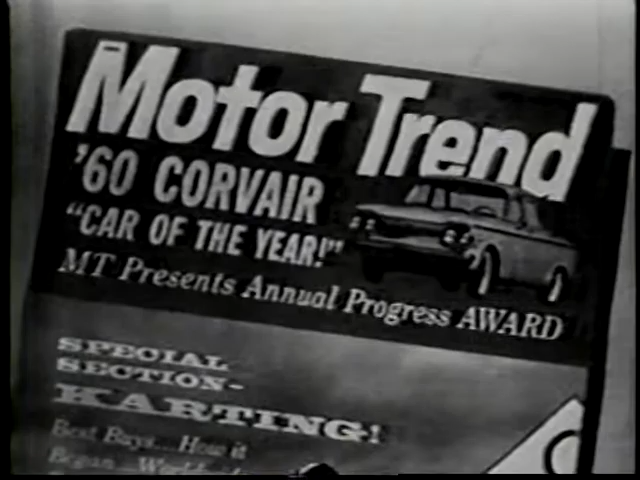 Motor Trend
'60 CORVAIR
"CAR OF THE YEAR!"
MT Presents Annual Progress AWARD
SPECIAL
SECTION-
KARTING!
Best Buys...How it
Began